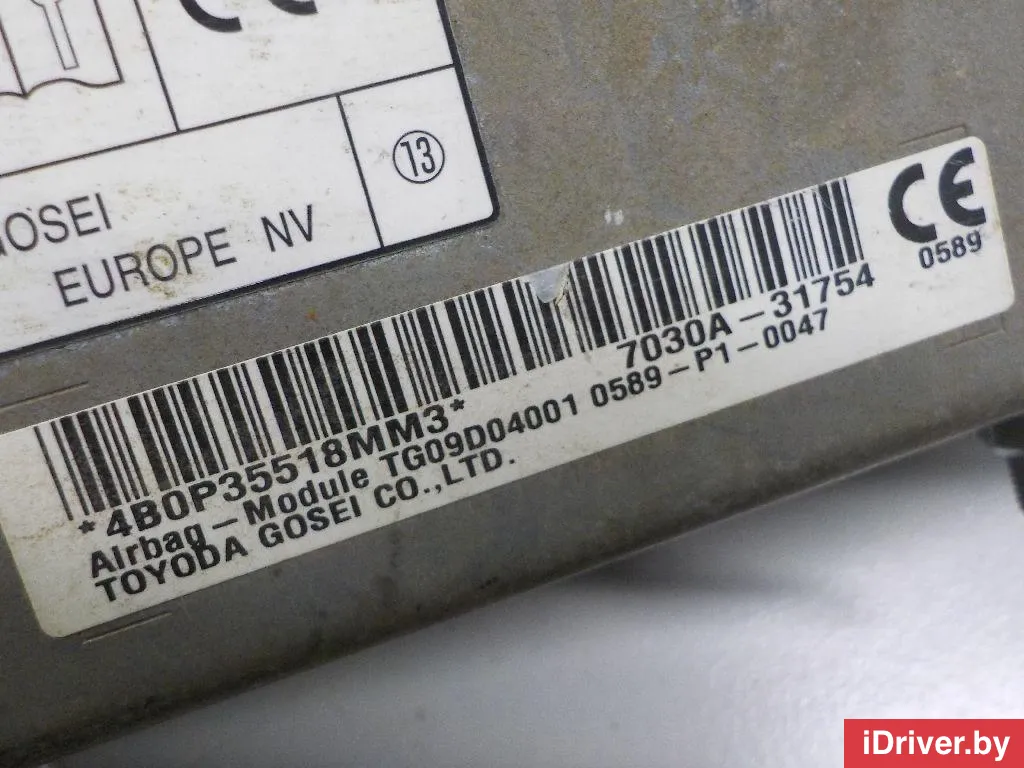 CE
13
GOSEI
EUROPE NV
CE
0589
*4B0P35518MM3*
7030A-31754
Airbag-Module TG09D04001 0589-P1-0047
TOYODA GOSEI CO.,LTD.
iDriver.by